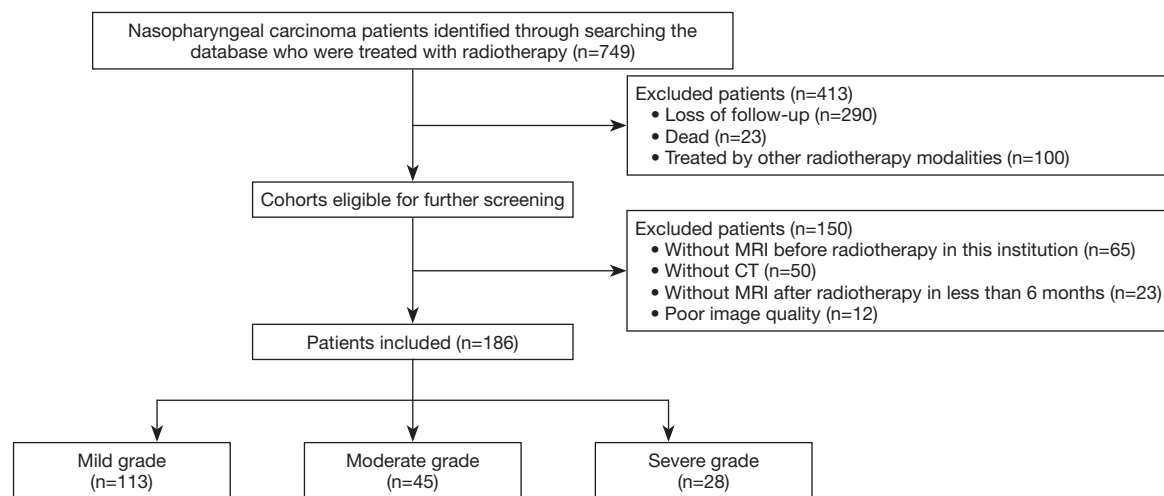 Nasopharyngeal carcinoma patients identified through searching the
database who were treated with radiotherapy (n=749)
Excluded patients (n=413)
• Loss of follow-up (n=290)
• Dead (n=23)
• Treated by other radiotherapy modalities (n=100)
Cohorts eligible for further screening
Excluded patients (n=150)
• Without MRI before radiotherapy in this institution (n=65)
• Without CT (n=50)
• Without MRI after radiotherapy in less than 6 months (n=23)
• Poor image quality (n=12)
Patients included (n=186)
Mild grade
(n=113)
Moderate grade
(n=45)
Severe grade
(n=28)